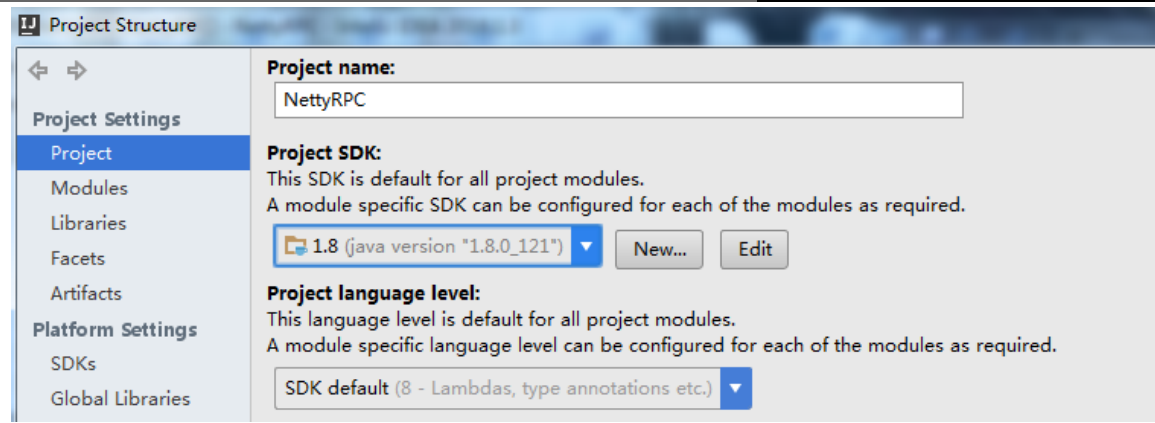 Project Structure
Project Settings
Project
Modules
Libraries
Facets
Artifacts
Platform Settings
SDKs
Global Libraries
Project name:
NettyRPC
Project SDK:
This SDK is default for all project modules.
A module specific SDK can be configured for each of the modules as required.
1.8 (java version "1.8.0_121") New... Edit
Project language level:
This language level is default for all project modules.
A module specific language level can be configured for each of the modules as required.
SDK default (8 - Lambdas, type annotations etc.)